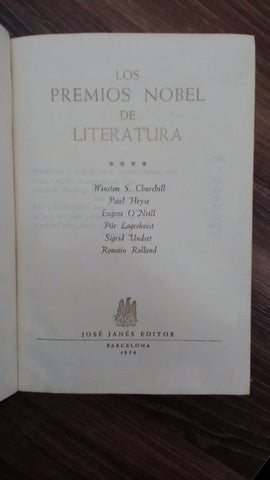 LOS
PREMIOS NOBEL
DE
LITERATURA
****
Winston S. Churchill
Paul Heyse
Eugene O'Neill
Pär Lagerkvist
Sigrid Undset
Romain Rolland
JOSÉ JANÉS EDITOR
BARCELONA